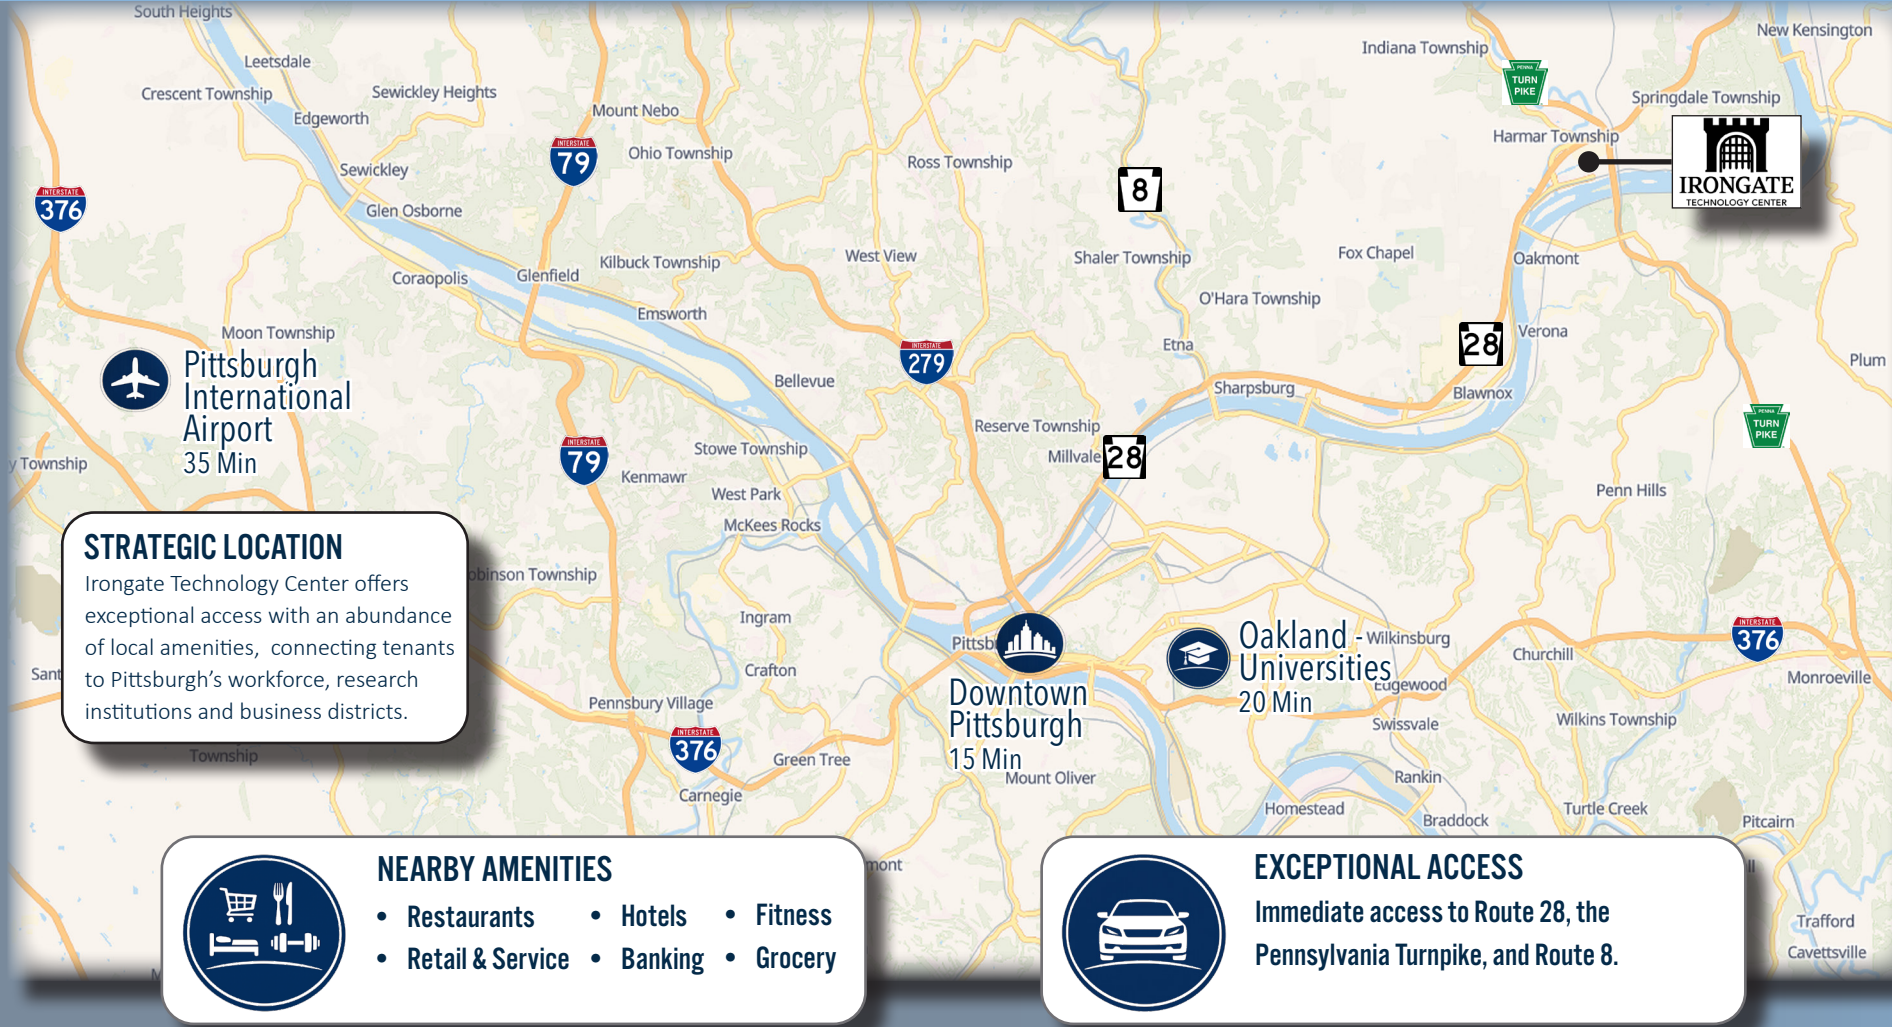 South Heights
New Kensington
Indiana Township
Leetsdale
PENNA
TURN
PIKE
Crescent Township
Sewickley Heights
Springdale Township
Mount Nebo
Edgeworth
Harmar Township
INTERSTATE
79
Ohio Township
Ross Township
Sewickley
8
IRONGATE
TECHNOLOGY CENTER
INTERSTATE
376
Glen Osborne
West View
Shaler Township
Fox Chapel
Oakmont
Kilbuck Township
Coraopolis
Glenfield
O'Hara Township
Emsworth
Moon Township
Verona
Etna
28
INTERSTATE
279
Plum
Pittsburgh
International
Airport
35 Min
Bellevue
Sharpsburg
Blawnox
Reserve Township
PENNA
TURN
PIKE
Stowe Township
INTERSTATE
79
Millvale
28
y Township
Kenmawr
West Park
Penn Hills
McKees Rocks
STRATEGIC LOCATION
Irongate Technology Center offers
exceptional access with an abundance
of local amenities, connecting tenants
to Pittsburgh's workforce, research
institutions and business districts.
obinson Township
Ingram
Pittsb
Oakland -
Universities
20 Min
Wilkinsburg
Churchill
INTERSTATE
376
Sant
Crafton
Monroeville
Edgewood
Downtown
Pittsburgh
15 Min
Pennsbury Village
Swissvale
Wilkins Township
INTERSTATE
376
Township
Green Tree
Mount Oliver
Rankin
Carnegie
Homestead
Braddock
Turtle Creek
Pitcairn
mont
ll
NEARBY AMENITIES
• Restaurants • Hotels • Fitness
• Retail & Service • Banking • Grocery
EXCEPTIONAL ACCESS
Immediate access to Route 28, the
Pennsylvania Turnpike, and Route 8.
Trafford
Cavettsville
M